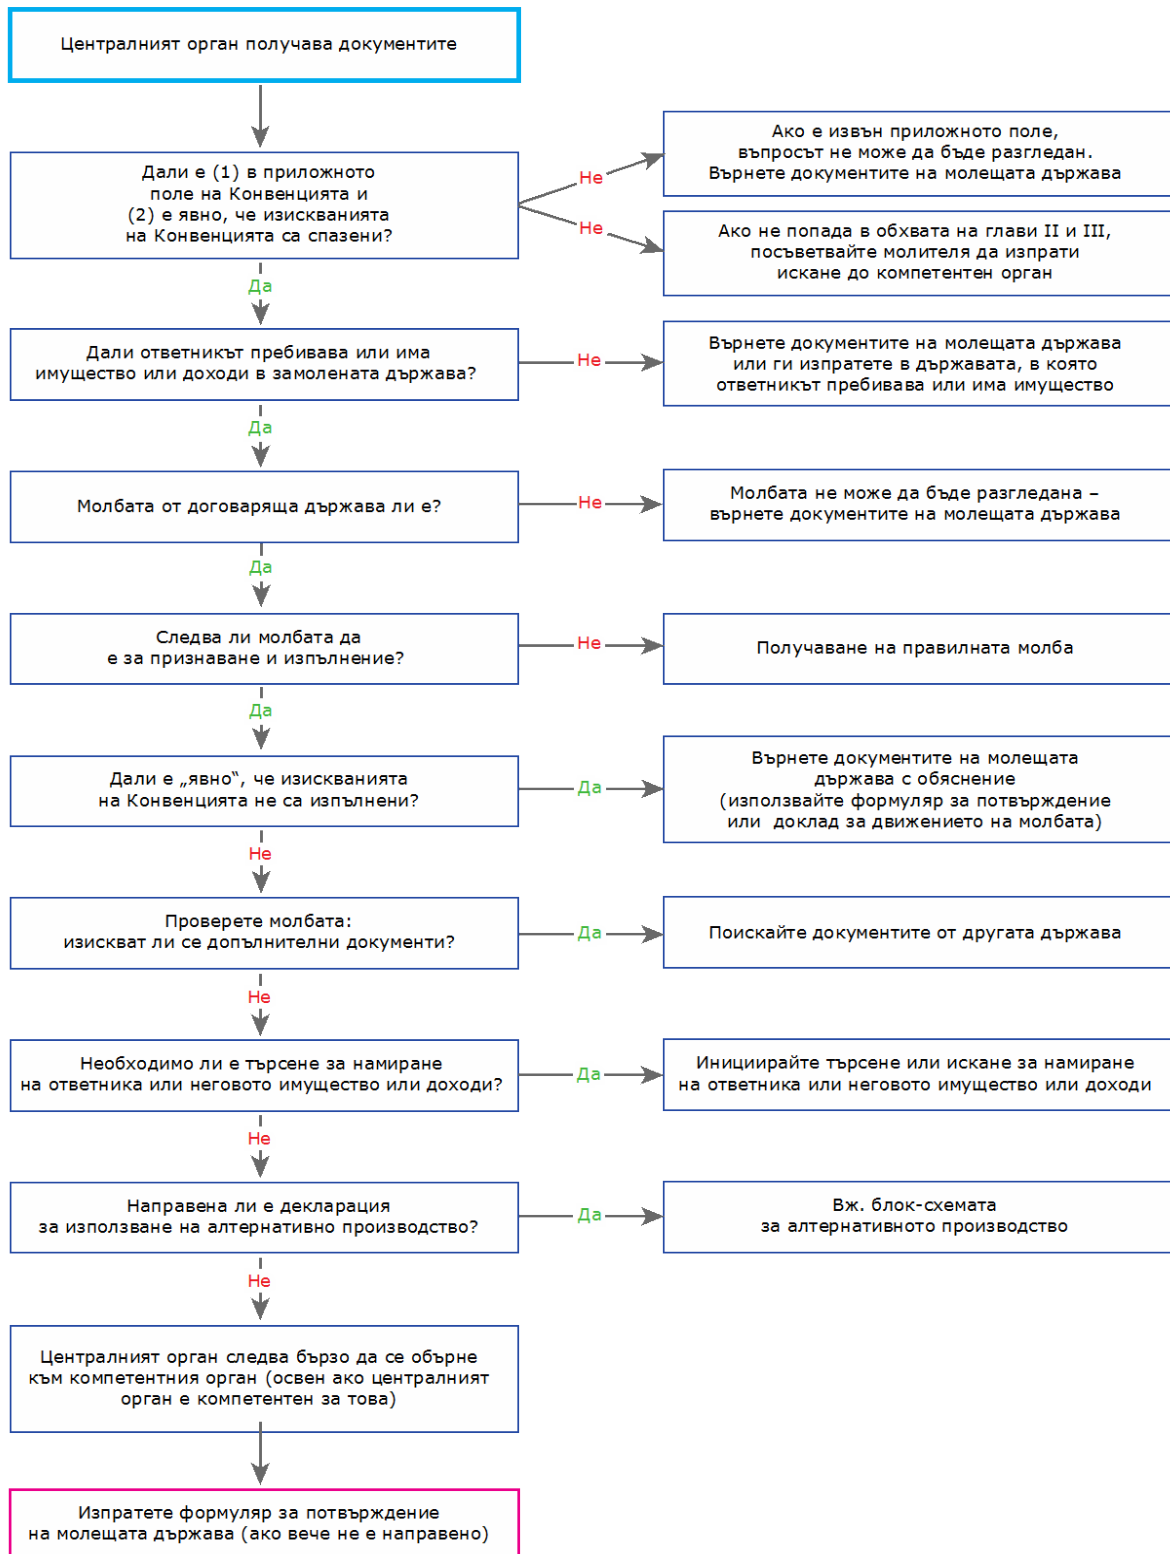 Централният орган получава документите
Дали е (1) в приложното
поле на Конвенцията и
(2) е явно, че изискванията
на Конвенцията са спазени?
Не
Ако е извън приложното поле,
въпросът не може да бъде разгледан.
Върнете документите на молещата държава
Не
Ако не попада в обхвата на глави II и III,
посъветвайте молителя да изпрати
искане до компетентен орган
Да
Дали ответникът пребивава или има
имущество или доходи в замолената държава?
Не
Върнете документите на молещата държава
или ги изпратете в държавата, в която
ответникът пребивава или има имущество
Да
Молбата от договаряща държава ли е?
Не
Молбата не може да бъде разгледана –
върнете документите на молещата държава
Да
Следва ли молбата да
е за признаване и изпълнение?
Не
Получаване на правилната молба
Да
Дали е „явно“, че изискванията
на Конвенцията не са изпълнени?
Да
Върнете документите на молещата
държава с обяснение
(използвайте формуляр за потвърждение
или доклад за движението на молбата)
Не
Проверете молбата:
изискват ли се допълнителни документи?
Да
Поискайте документите от другата държава
Не
Необходимо ли е търсене за намиране
на ответника или неговото имущество или доходи?
Да
Инициирайте търсене или искане за намиране
на ответника или неговото имущество или доходи
Не
Направена ли е декларация
за използване на алтернативно производство?
Да
Вж. блок-схемата
за алтернативното производство
Не
Централният орган следва бързо да се обърне
към компетентния орган (освен ако централният
орган е компетентен за това)
Изпратете формуляр за потвърждение
на молещата държава (ако вече не е направено)